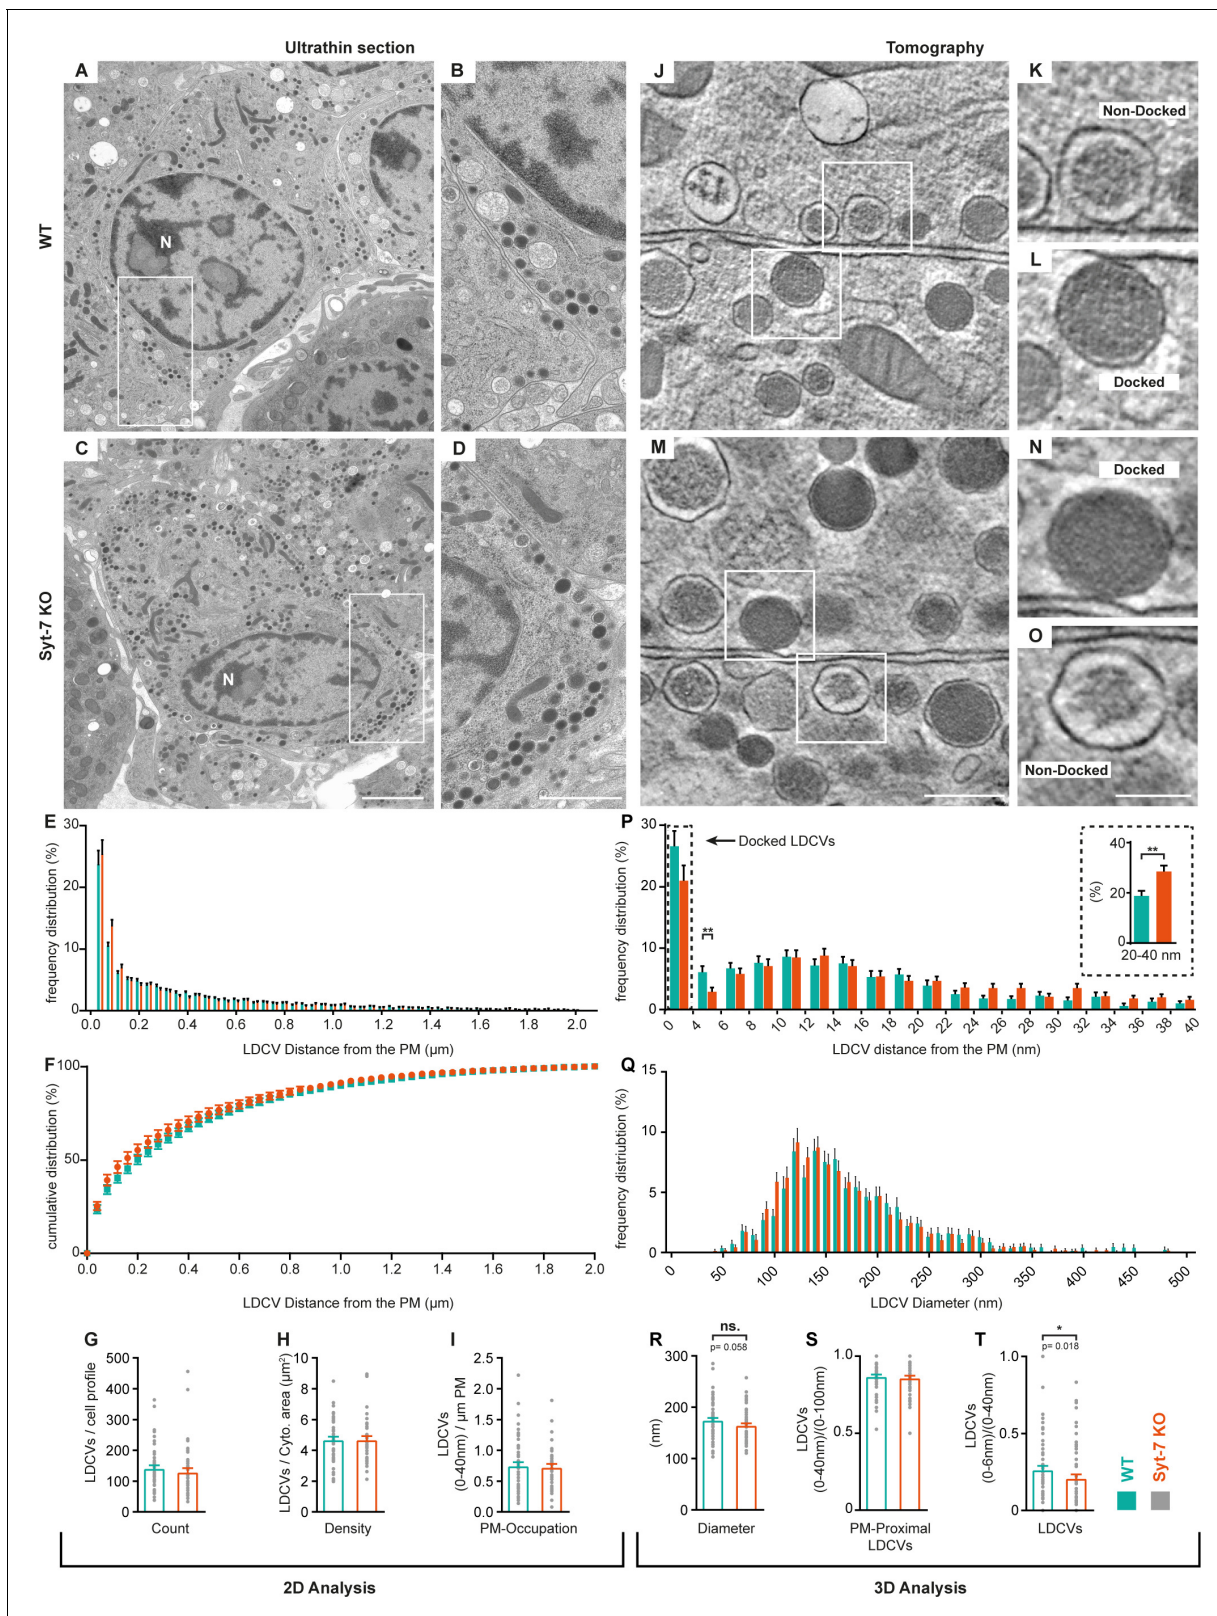 Ultrathin section
Tomography
A
B
J
K
Non-Docked
WT
N
L
Docked
C
D
M
N
Docked
Syt-7 KO
N
O
Non-Docked
E
frequency distribution (%)
30
20
10
0
0.0 0.2 0.4 0.6 0.8 1.0 1.2 1.4 1.6 1.8 2.0
LDCV Distance from the PM (µm)
P
frequency distribution (%)
30
20
10
0
Docked LDCVs
**
40
20
0
(%)
**
20-40 nm
0 4 6 8 10 12 14 16 18 20 22 24 26 28 30 32 34 36 38 40
LDCV distance from the PM (nm)
F
cumulative distribution (%)
100
50
0
0.0 0.2 0.4 0.6 0.8 1.0 1.2 1.4 1.6 1.8 2.0
LDCV Distance from the PM (µm)
Q
frequency distriubtion (%)
15
10
5
0
0 50 100 150 200 250 300 350 400 450 500
LDCV Diameter (nm)
G
LDCVs / cell profile
500
400
300
200
100
0
Count
H
LDCVs / Cyto. area (µm²)
10
8
6
4
2
0
Density
I
LDCVs
(0-40nm) / µm PM
2.5
2.0
1.5
1.0
0.5
0.0
PM-Occupation
R
ns.
p= 0.058
(nm)
300
200
100
0
Diameter
S
LDCVs
(0-40nm)/(0-100nm)
1.0
0.5
0
PM-Proximal
LDCVs
T
*
p= 0.018
LDCVs
(0-6nm)/(0-40nm)
1.0
0.5
0
LDCVs
WT
Syt-7 KO
2D Analysis
3D Analysis